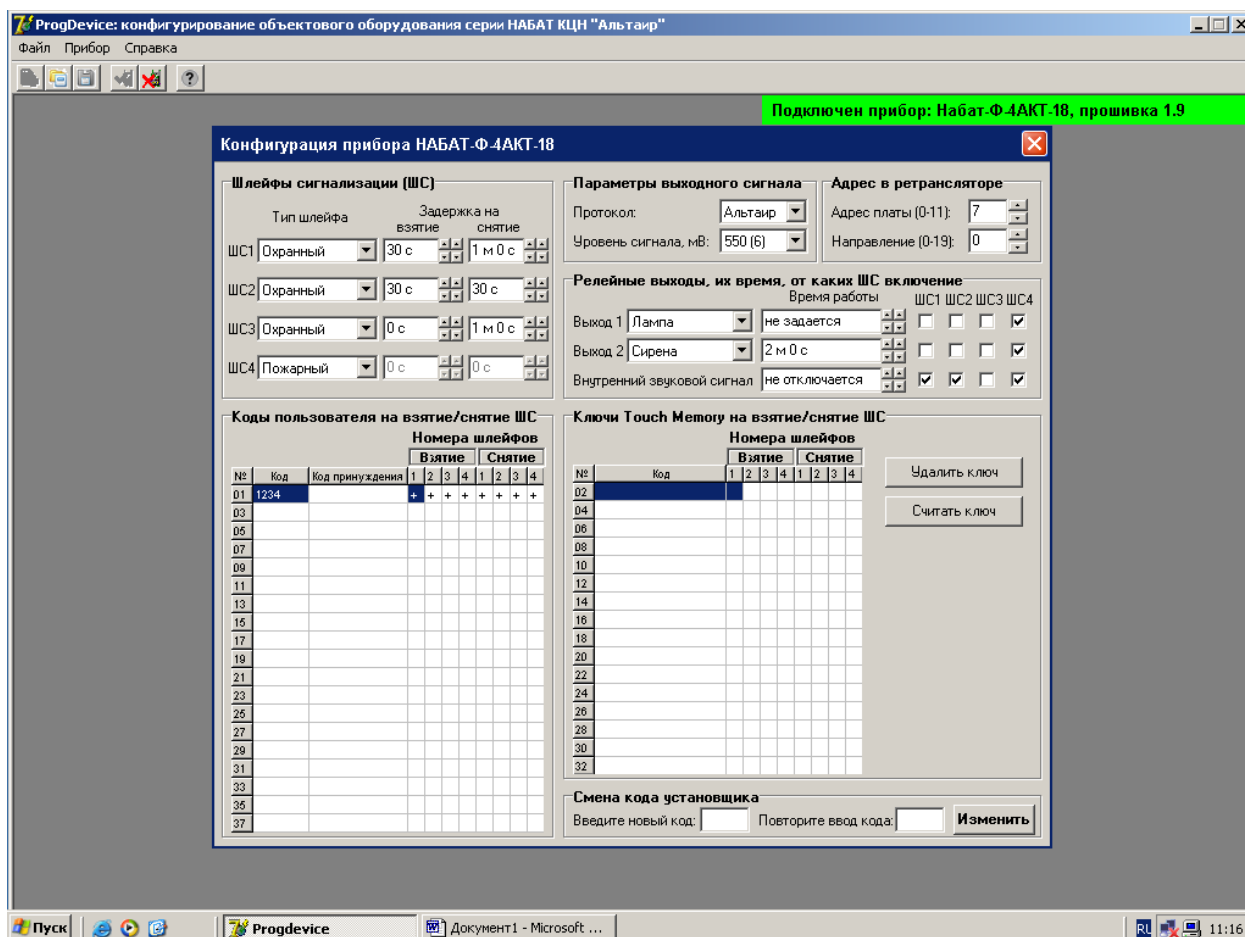 ProgDevice: конфигурирование объектового оборудования серии НАБАТ КЦН "Альтаир"
Файл Прибор Справка
Подключен прибор: Набат-Ф-4АКТ-18, прошивка 1.9
Конфигурация прибора НАБАТ-Ф-4АКТ-18
Шлейфы сигнализации (ШС)
Тип шлейфа Задержка на
взятие снятие
ШС1 Охранный 30 с 1 м 0 с
ШС2 Охранный 30 с 30 с
ШС3 Охранный 0 с 1 м 0 с
ШС4 Пожарный 0 с 0 с
Параметры выходного сигнала
Протокол: Альтаир
Уровень сигнала, мВ: 550 (6)
Адрес в ретрансляторе
Адрес платы (0-11): 7
Направление (0-19): 0
Релейные выходы, их время, от каких ШС включение
Время работы ШС1 ШС2 ШС3 ШС4
Выход 1 Лампа не задается
Выход 2 Сирена 2 м 0 с
Внутренний звуковой сигнал не отключается
Коды пользователя на взятие/снятие ШС
Номера шлейфов
Взятие Снятие
№ Код Код принуждения 1 2 3 4 1 2 3 4
01 1234 + + + + + + + +
03
05
07
09
11
13
15
17
19
21
23
25
27
29
31
33
35
37
Ключи Touch Memory на взятие/снятие ШС
Номера шлейфов
Взятие Снятие
№ Код 1 2 3 4 1 2 3 4
02
04
06
08
10
12
14
16
18
20
22
24
26
28
30
32
Удалить ключ
Считать ключ
Смена кода установщика
Введите новый код: Повторите ввод кода: Изменить
Пуск Progdevice Документ1 - Microsoft ... RU 11:16